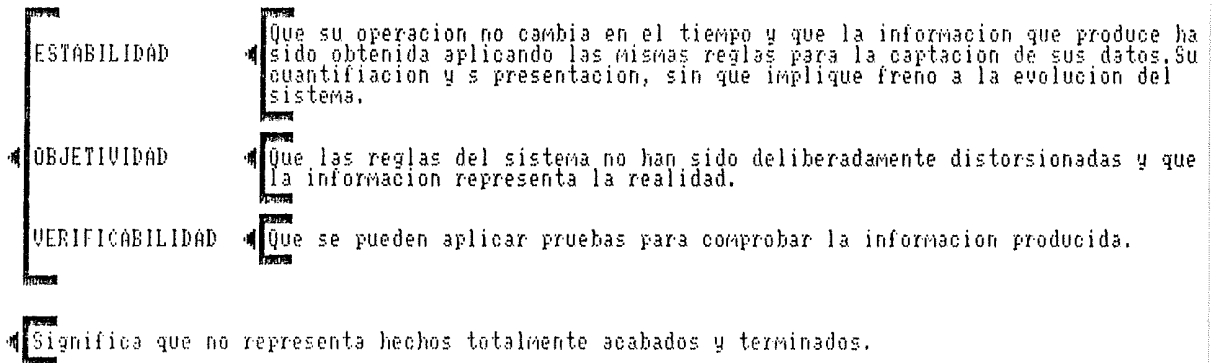 ESTABILIDAD Que su operacion no cambia en el tiempo y que la informacion que produce ha
sido obtenida aplicando las mismas reglas para la captacion de sus datos.Su
cuantifiacion y s presentacion, sin que implique freno a la evolucion del
sistema.
OBJETIVIDAD Que las reglas del sistema no han sido deliberadamente distorsionadas y que
la informacion representa la realidad.
VERIFICABILIDAD Que se pueden aplicar pruebas para comprobar la informacion producida.
Significa que no representa hechos totalmente acabados y terminados.